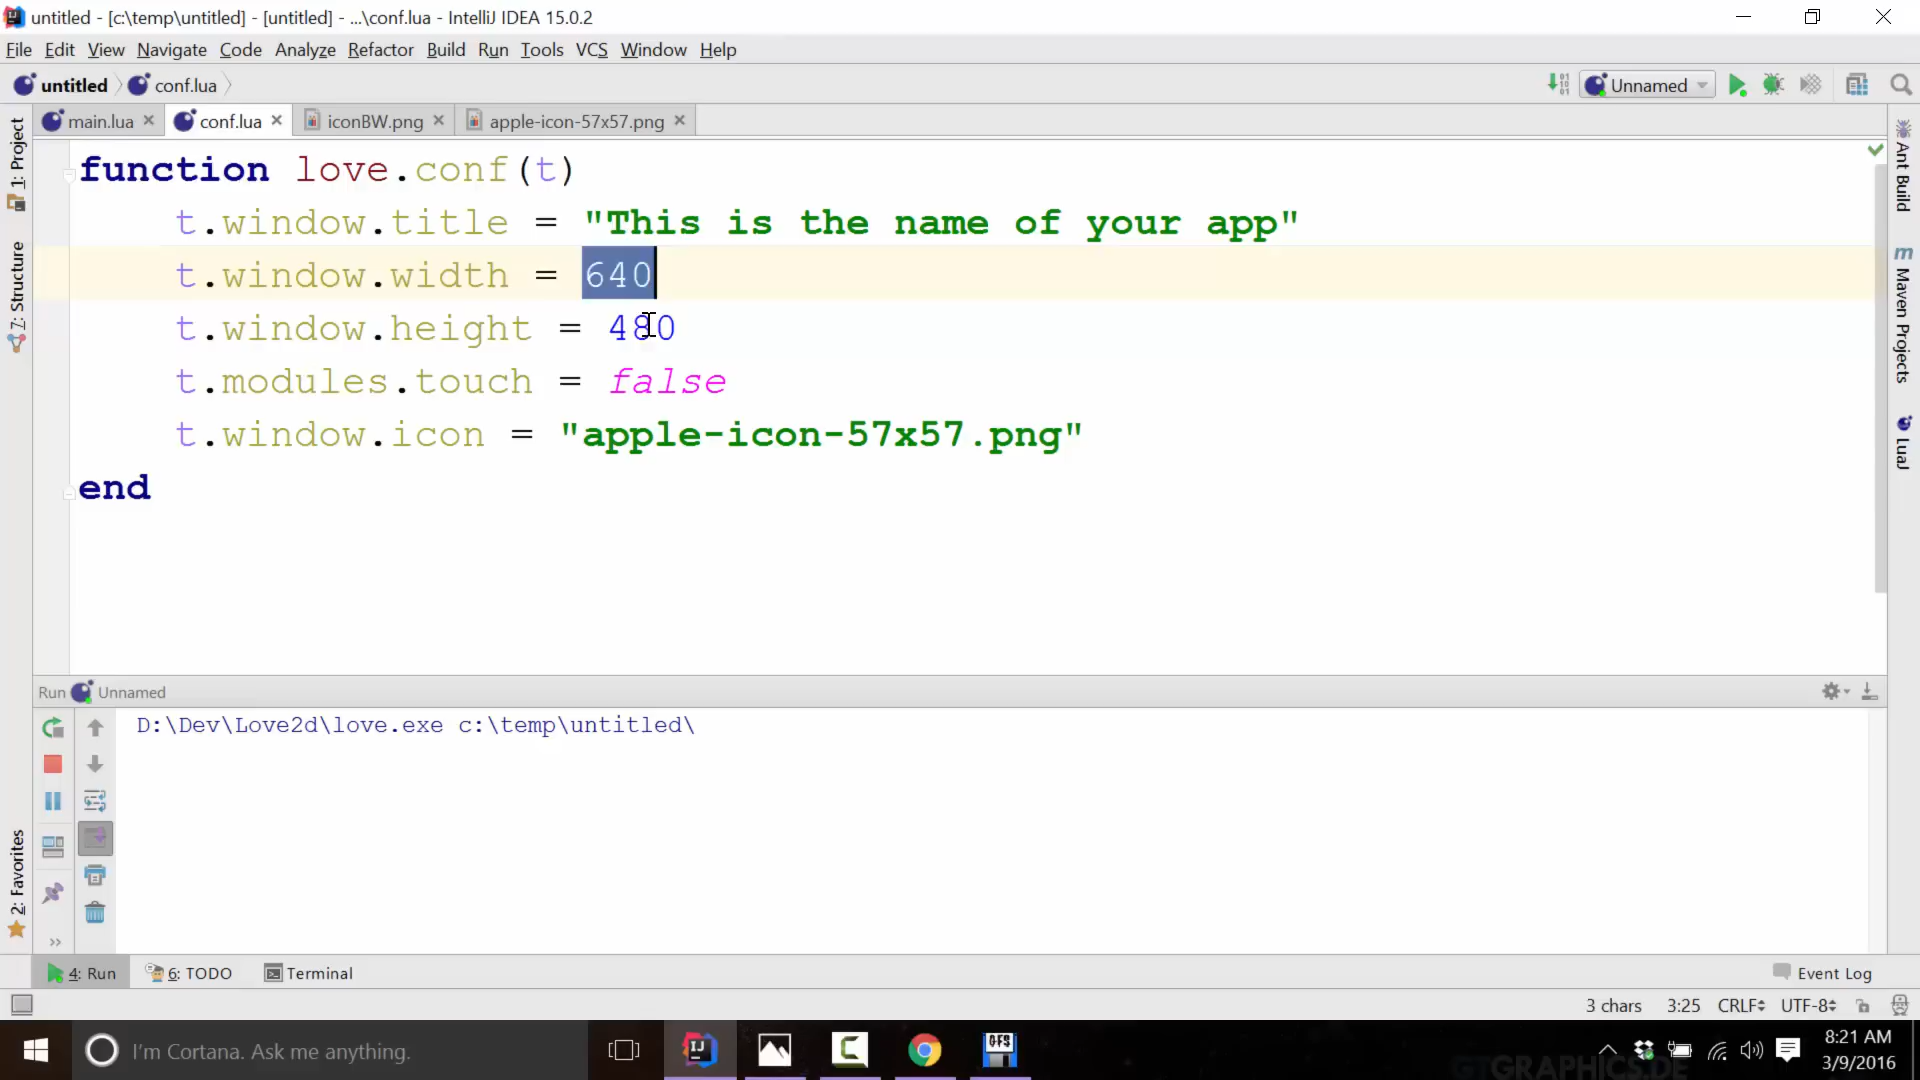 untitled - [c:\temp\untitled] - [untitled] - ...\conf.lua - IntelliJ IDEA 15.0.2
File Edit View Navigate Code Analyze Refactor Build Run Tools VCS Window Help
untitled conf.lua Unnamed
main.lua conf.lua iconBW.png apple-icon-57x57.png
1: Project
7: Structure
2: Favorites
function love.conf(t)
t.window.title = "This is the name of your app"
t.window.width = 640
t.window.height = 480
t.modules.touch = false
t.window.icon = "apple-icon-57x57.png"
end
Ant Build
m
Maven Projects
LuaJ
Run Unnamed
D:\Dev\Love2d\love.exe c:\temp\untitled\
4: Run 6: TODO Terminal Event Log
3 chars 3:25 CRLF UTF-8
I'm Cortana. Ask me anything.
IJ
C
OFS
GTGRAPHICS.DE
8:21 AM
3/9/2016